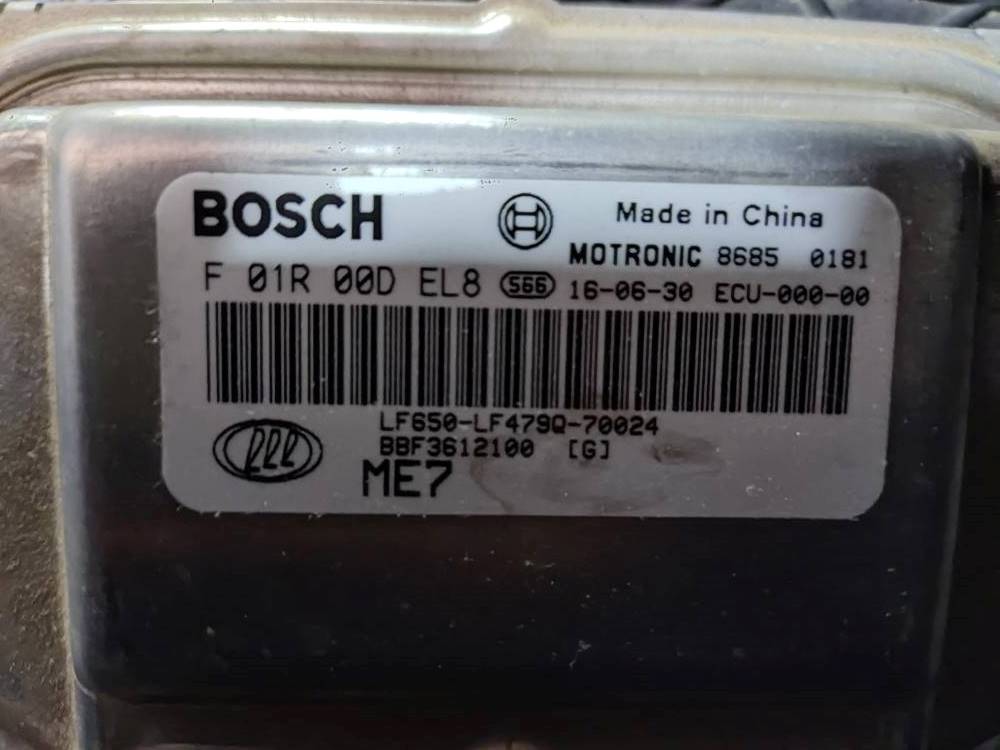 BOSCH
Made in China
MOTRONIC 8685 0181
F 01R 00D EL8 566 16-06-30 ECU-000-00
LF650-LF479Q-70024
BBF3612100 [G]
ME7